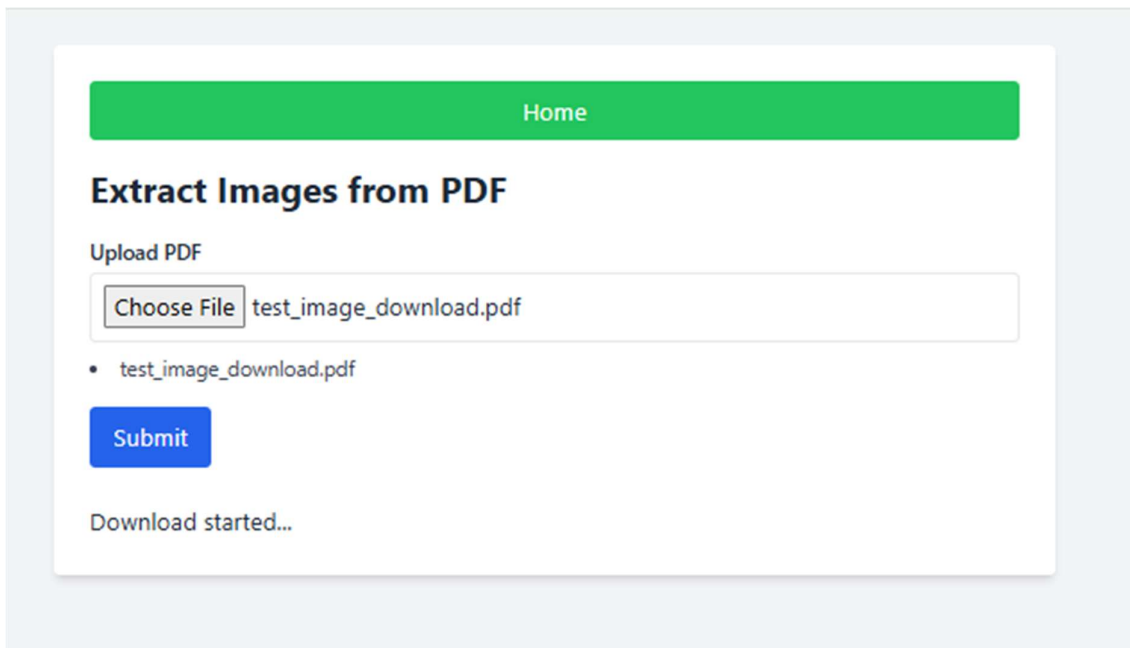 Home
Extract Images from PDF
Upload PDF
Choose File test_image_download.pdf
test_image_download.pdf
Submit
Download started...